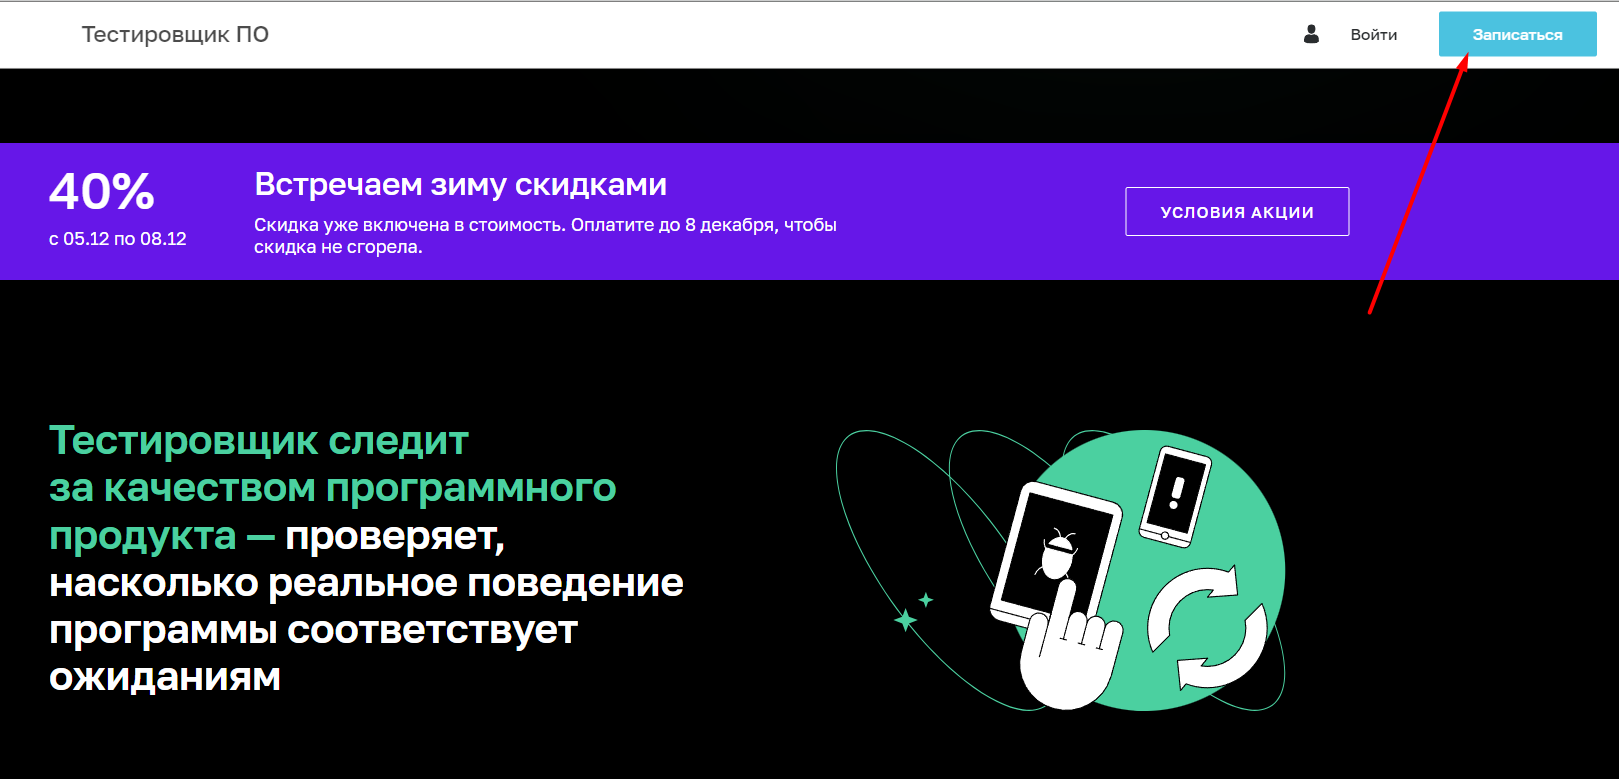 Тестировщик ПО
Войти
Записаться
40%
с 05.12 по 08.12
Встречаем зиму скидками
Скидка уже включена в стоимость. Оплатите до 8 декабря, чтобы
скидка не сгорела.
УСЛОВИЯ АКЦИИ
Тестировщик следит
за качеством программного
продукта — проверяет,
насколько реальное поведение
программы соответствует
ожиданиям